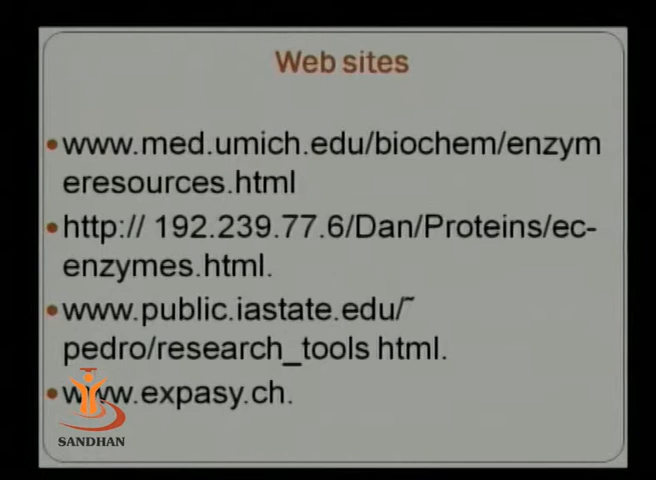 Web sites
•www.med.umich.edu/biochem/enzym
eresources.html
•http:// 192.239.77.6/Dan/Proteins/ec-
enzymes.html.
•www.public.iastate.edu/~
pedro/research_tools html.
•www.expasy.ch.
SANDHAN